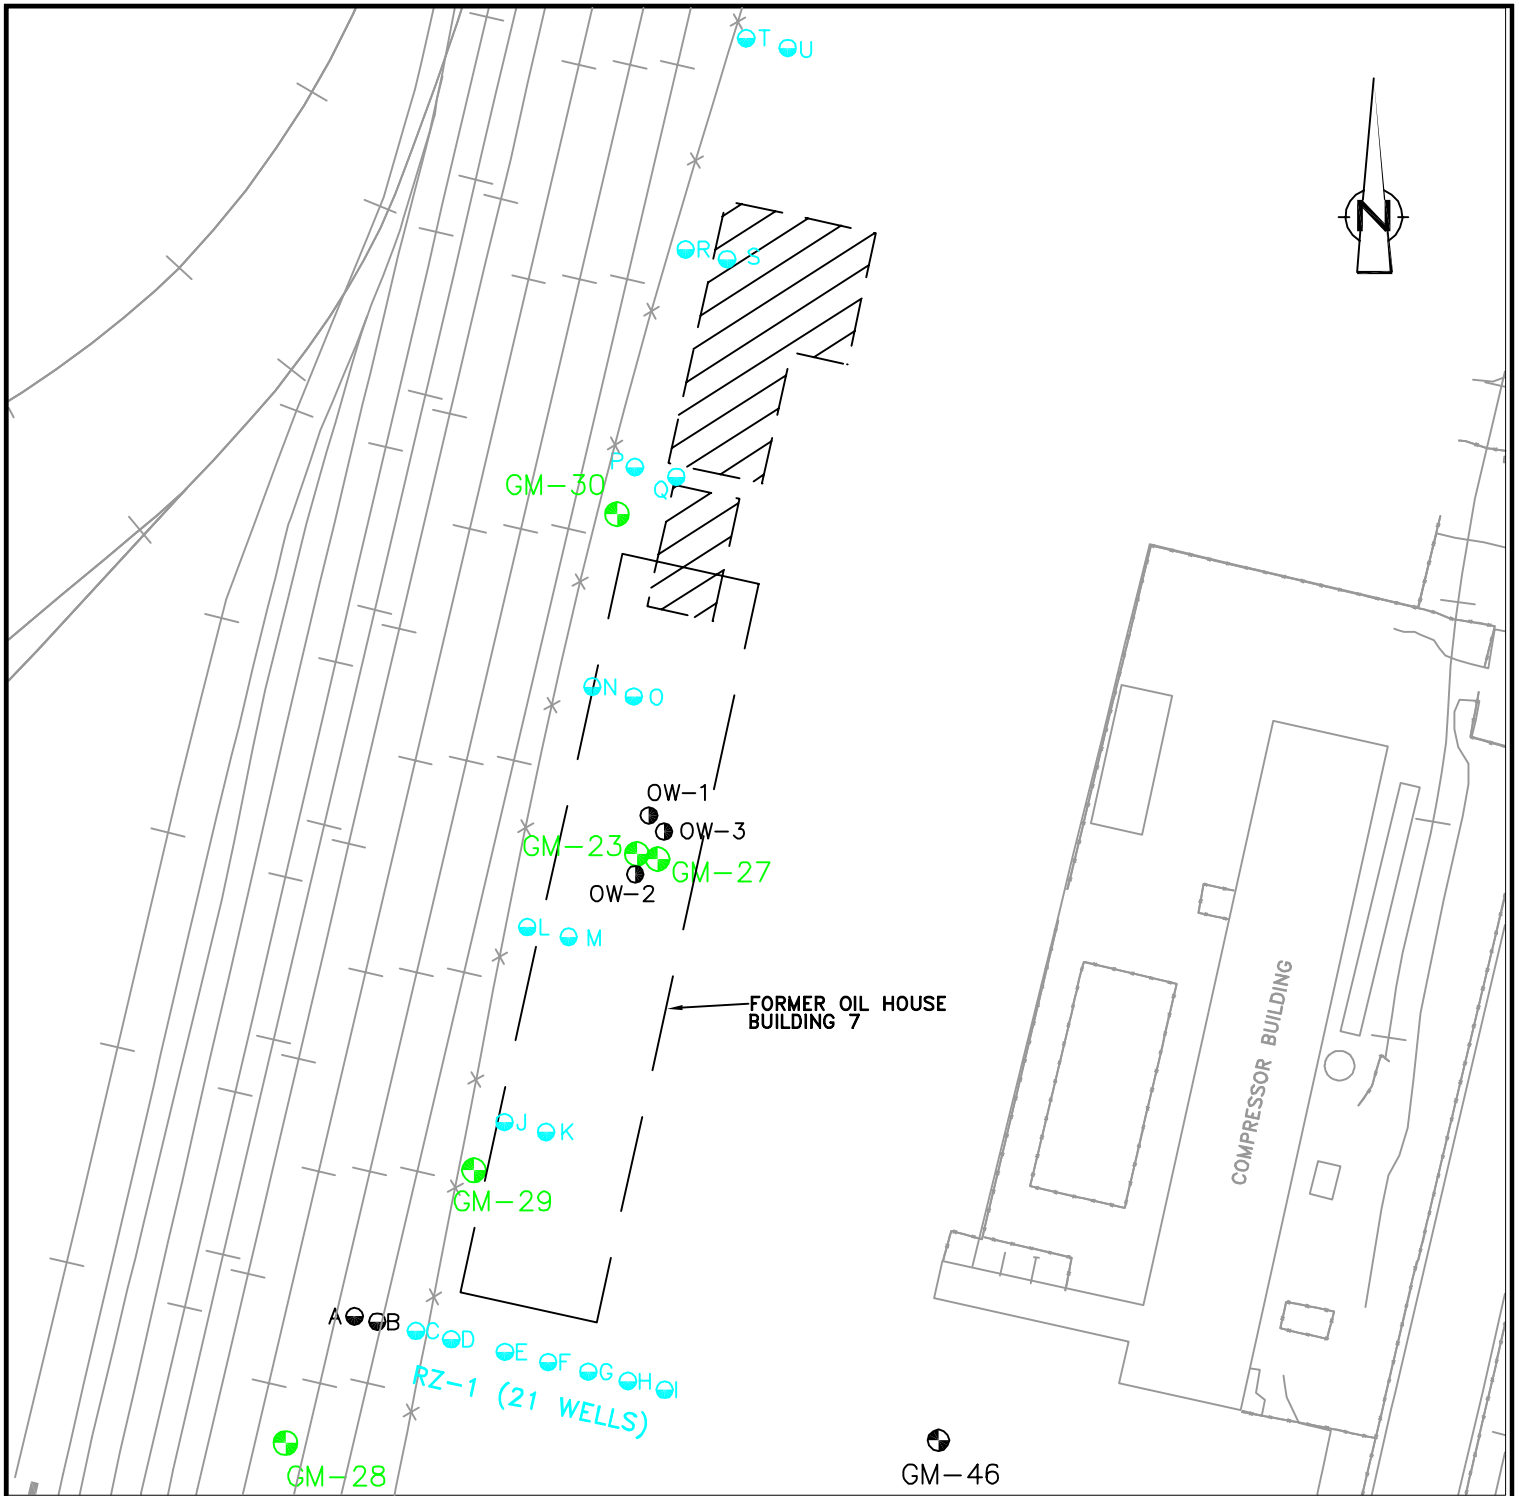 T
U
N
R
S
P
Q
GM-30
N
O
OW-1
OW-3
GM-23
GM-27
OW-2
L
M
FORMER OIL HOUSE
BUILDING 7
COMPRESSOR BUILDING
J
K
GM-29
A
B
C
D
E
F
G
H
I
RZ-1 (21 WELLS)
GM-28
GM-46